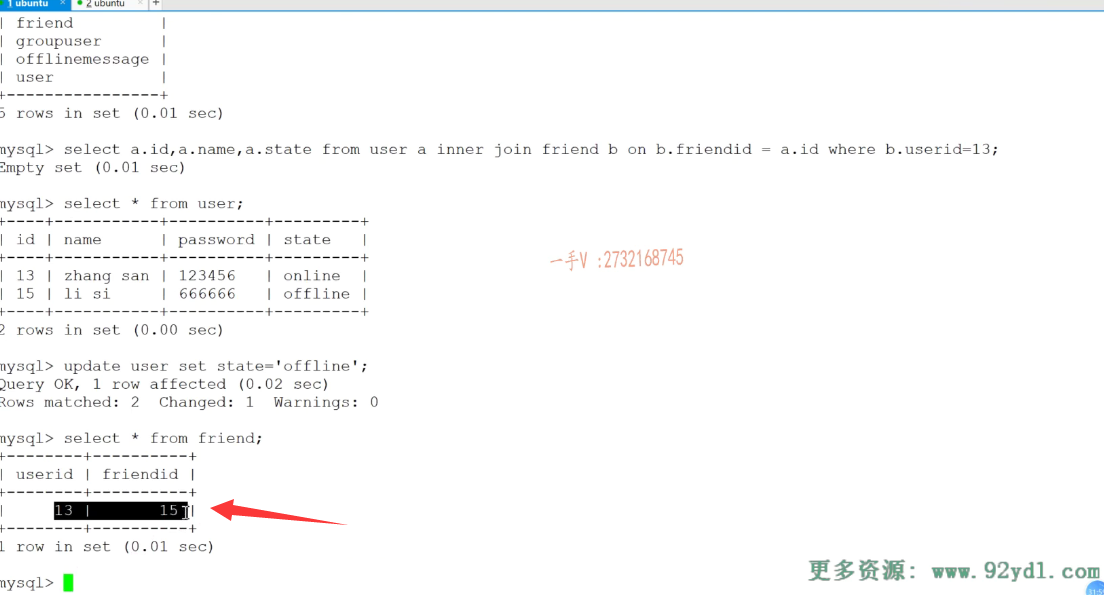 1 ubuntu × 2 ubuntu × +
| friend |
| groupuser |
| offlinemessage |
| user |
+----------------+
5 rows in set (0.01 sec)
mysql> select a.id,a.name,a.state from user a inner join friend b on b.friendid = a.id where b.userid=13;
Empty set (0.01 sec)
mysql> select * from user;
+----+-----------+----------+---------+
| id | name | password | state |
+----+-----------+----------+---------+
| 13 | zhang san | 123456 | online |
| 15 | li si | 666666 | offline |
+----+-----------+----------+---------+
2 rows in set (0.00 sec)
一手V :2732168745
mysql> update user set state='offline';
Query OK, 1 row affected (0.02 sec)
Rows matched: 2 Changed: 1 Warnings: 0
mysql> select * from friend;
+--------+----------+
| userid | friendid |
+--------+----------+
| 13 | 15 |
+--------+----------+
1 row in set (0.01 sec)
mysql>
更多资源: www.92ydl.com